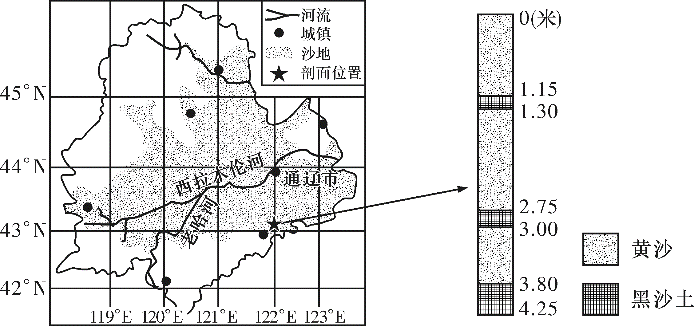 河流
城镇
沙地
剖面位置
45°N
44°N
43°N
42°N
119°E
120°E
121°E
122°E
123°E
西拉木伦河
老哈河
通辽市
0(米)
1.15
1.30
2.75
3.00
3.80
4.25
黄沙
黑沙土